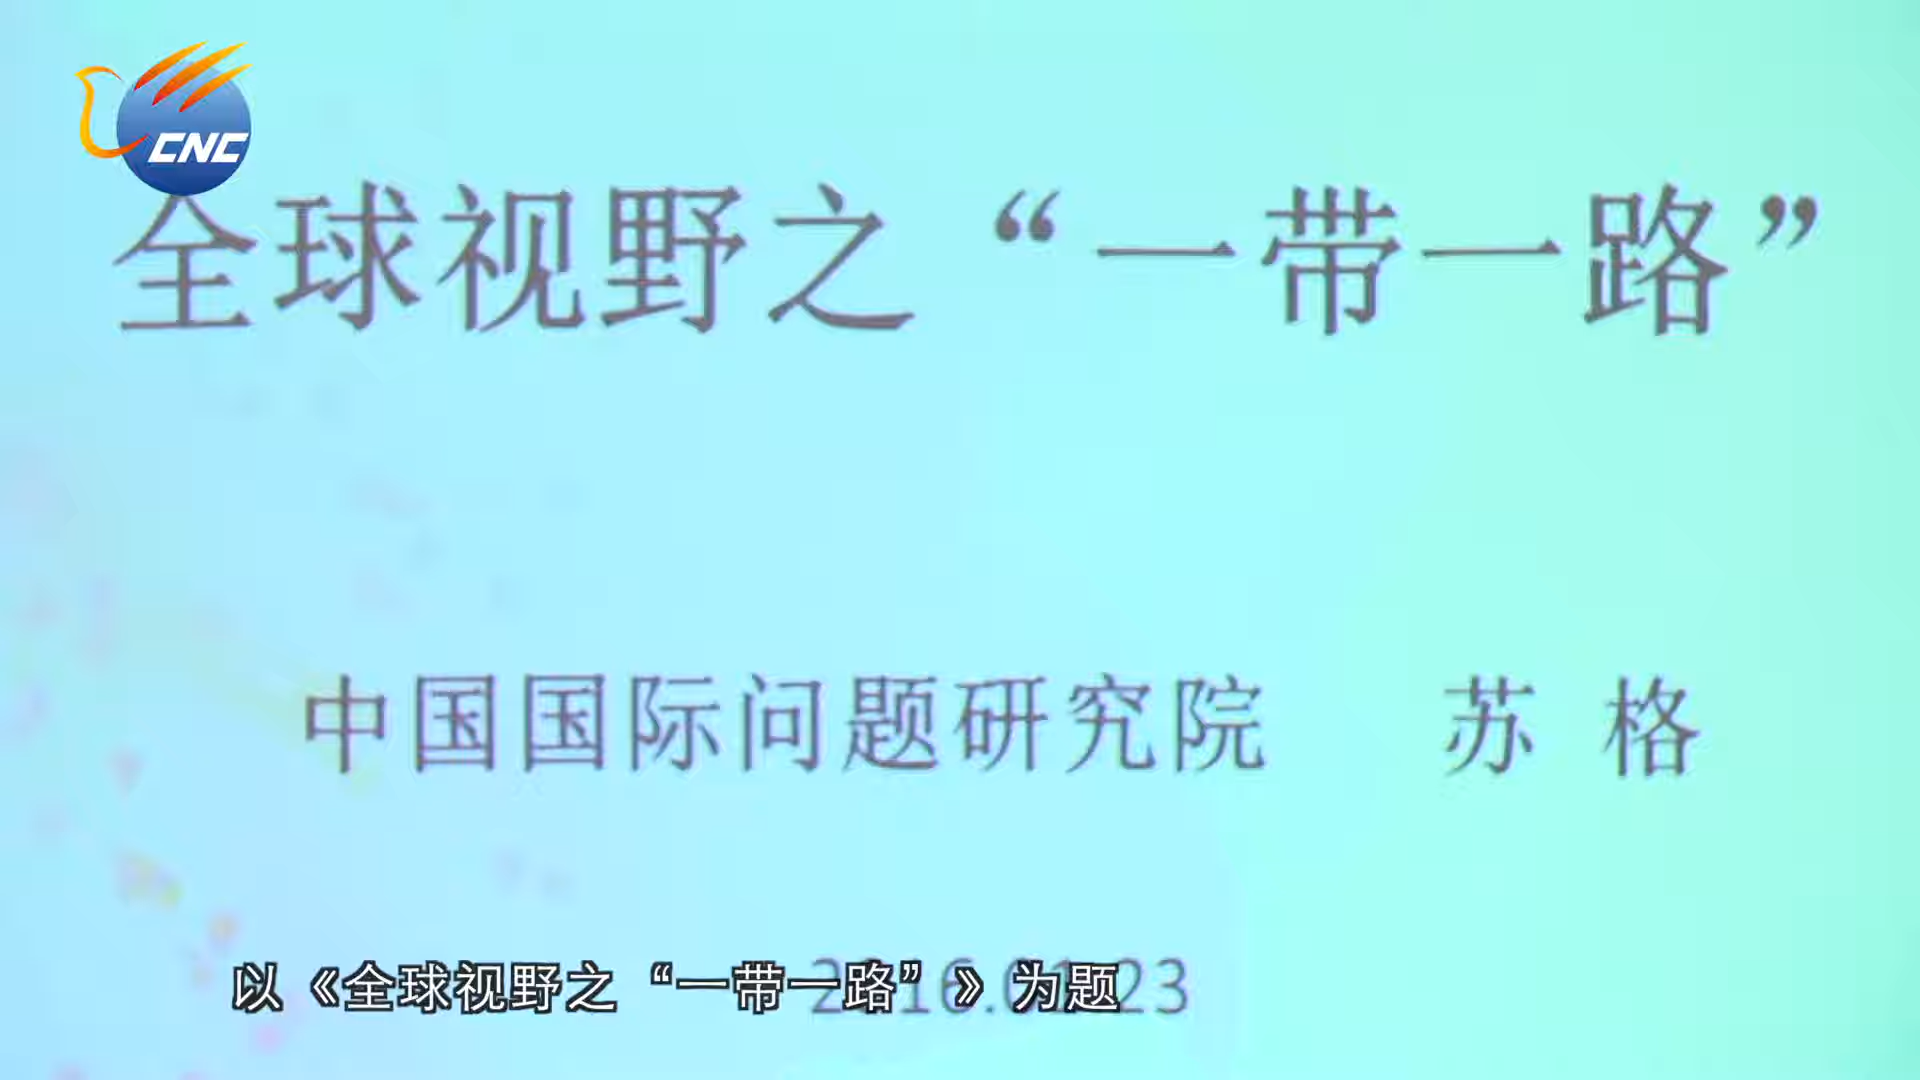 CNC
全球视野之“一带一路”
中国国际问题研究院 苏 格
以《全球视野之“一带一路”》为题